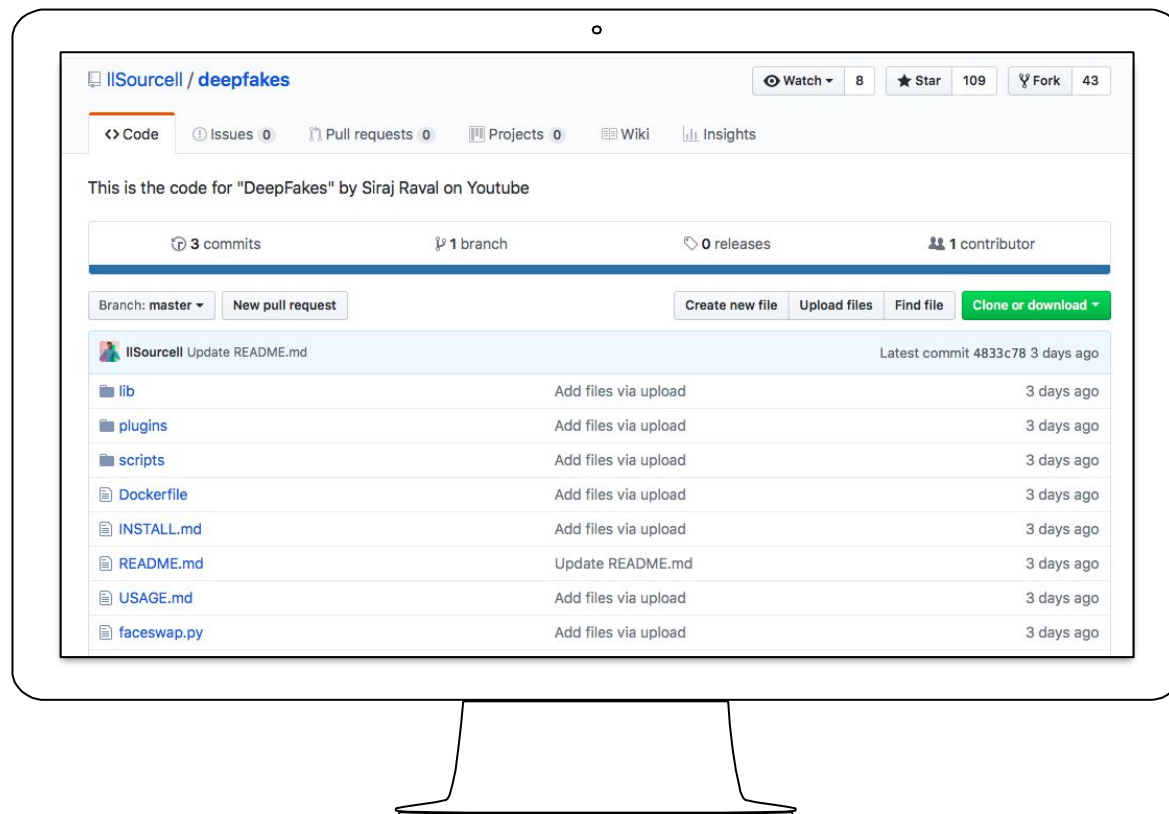 llSourcell / deepfakes
Watch 8 Star 109 Fork 43
<> Code Issues 0 Pull requests 0 Projects 0 Wiki Insights
This is the code for "DeepFakes" by Siraj Raval on Youtube
3 commits 1 branch 0 releases 1 contributor
Branch: master New pull request Create new file Upload files Find file Clone or download
llSourcell Update README.md Latest commit 4833c78 3 days ago
lib Add files via upload 3 days ago
plugins Add files via upload 3 days ago
scripts Add files via upload 3 days ago
Dockerfile Add files via upload 3 days ago
INSTALL.md Add files via upload 3 days ago
README.md Update README.md 3 days ago
USAGE.md Add files via upload 3 days ago
faceswap.py Add files via upload 3 days ago